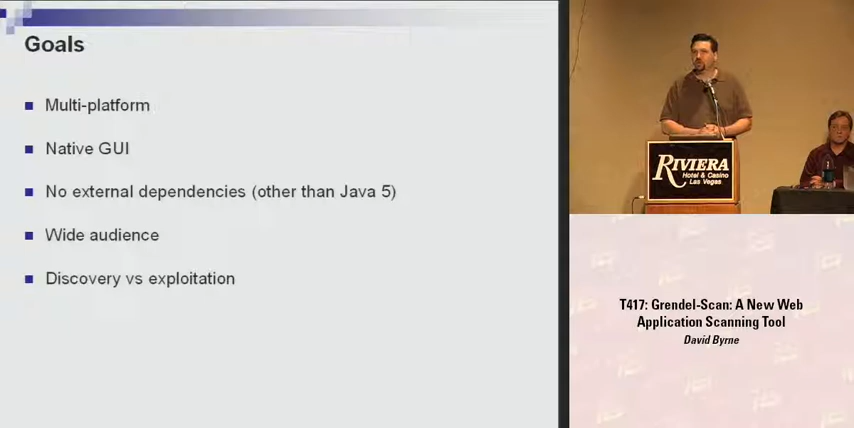 Goals
Multi-platform
Native GUI
No external dependencies (other than Java 5)
Wide audience
Discovery vs exploitation
RIVIERA
Hotel & Casino
Las Vegas
T417: Grendel-Scan: A New Web
Application Scanning Tool
David Byrne